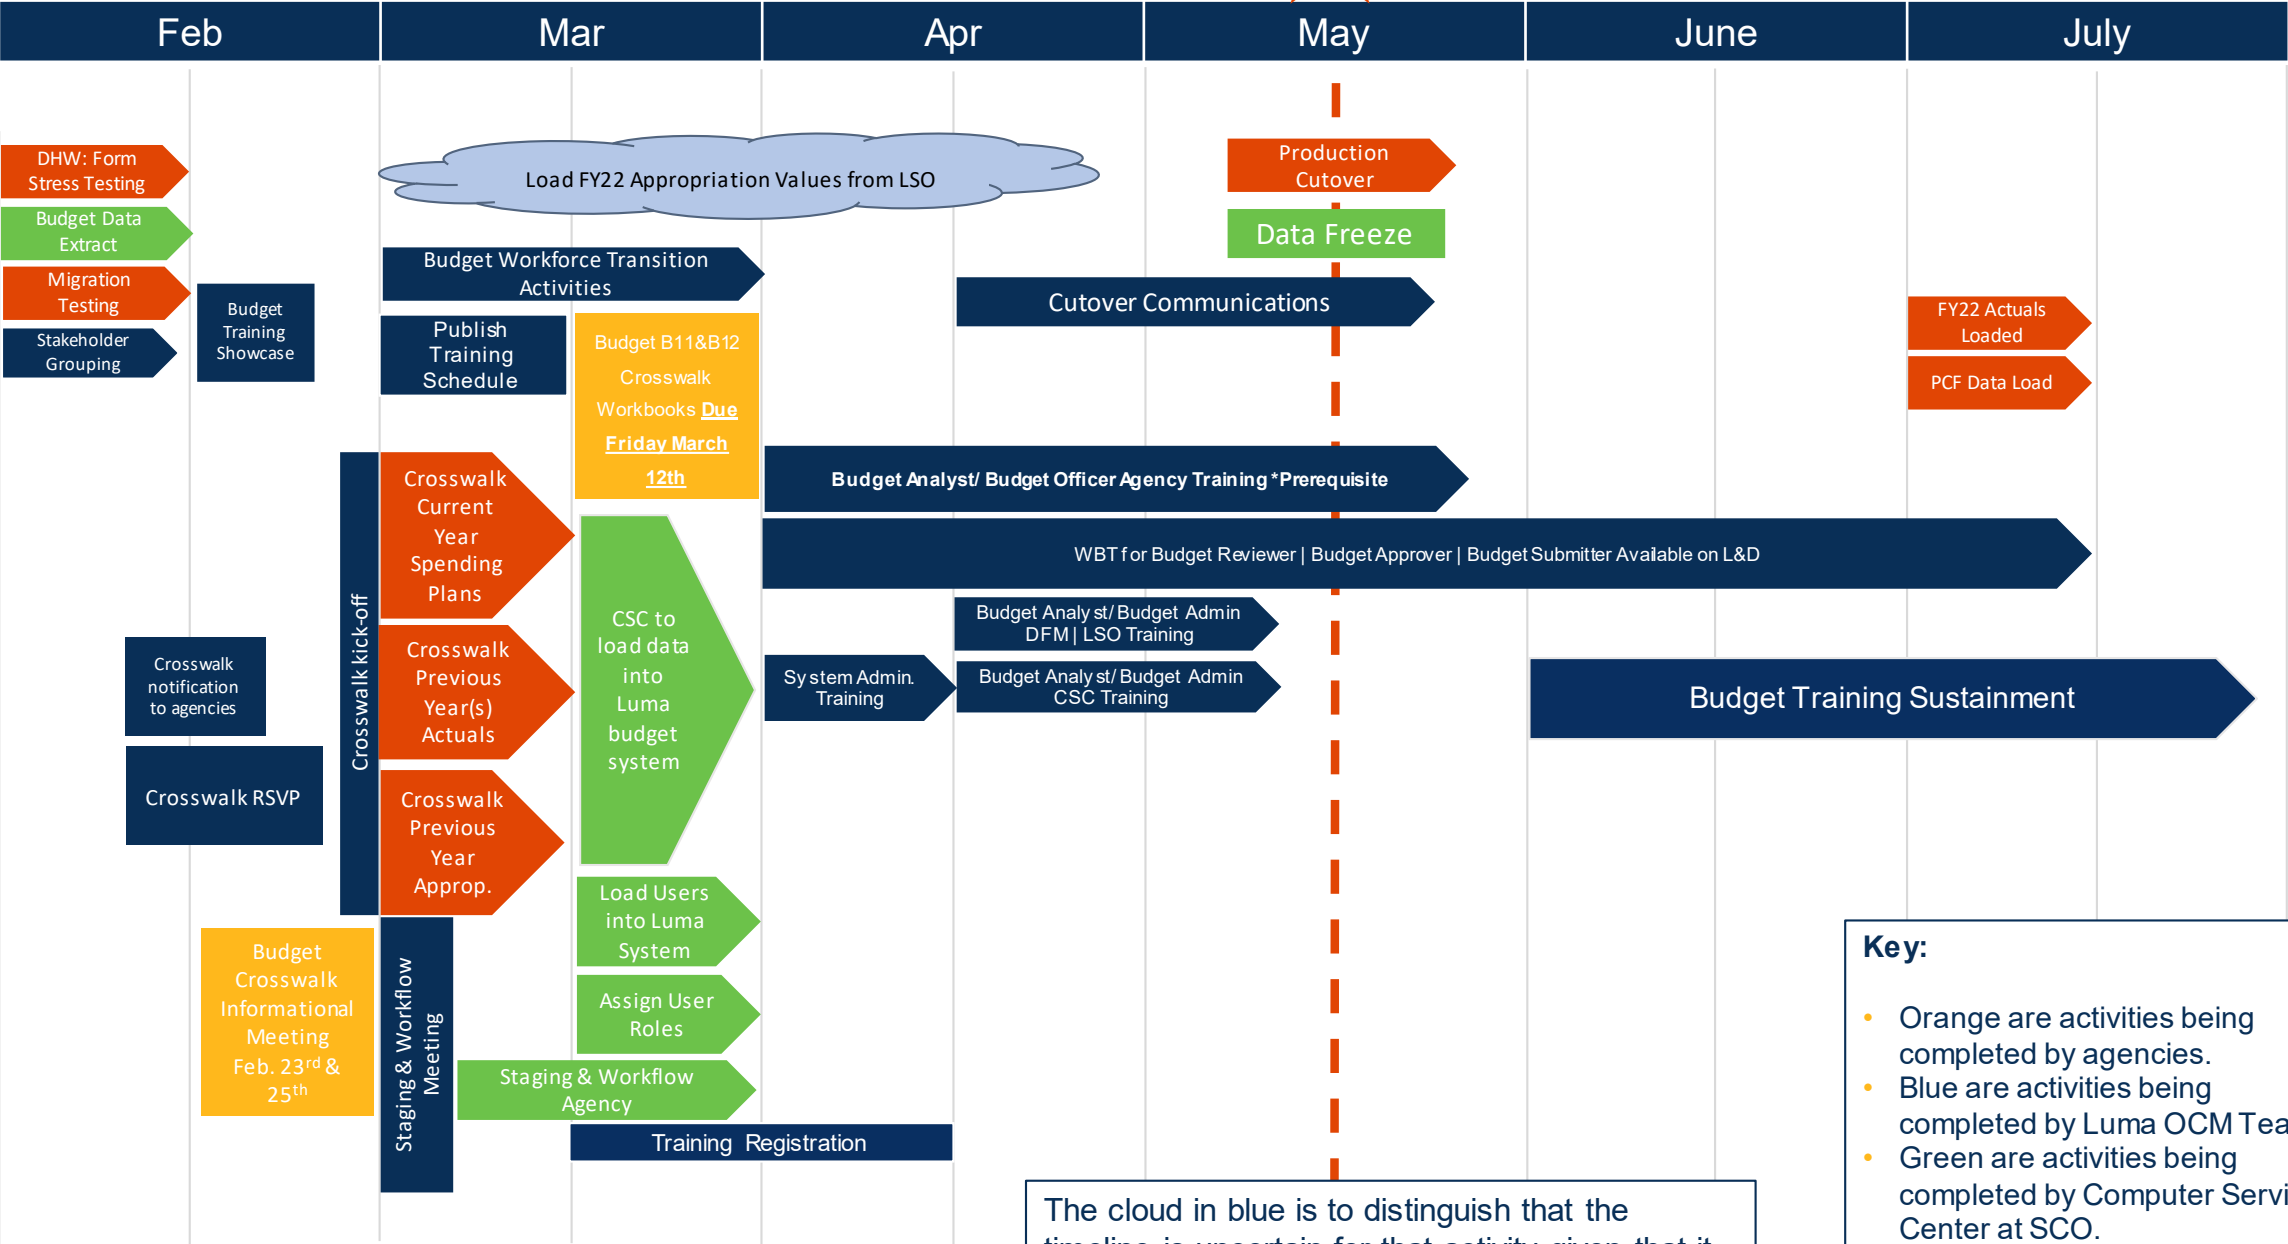 Feb
Mar
Apr
May
June
July
DHW: Form
Stress Testing
Budget Data
Extract
Migration
Testing
Stakeholder
Grouping
Budget
Training
Showcase
Load FY22 Appropriation Values from LSO
Budget Workforce Transition
Activities
Publish
Training
Schedule
Budget B11&B12
Crosswalk
Workbooks Due
Friday March
12th
Production
Cutover
Data Freeze
Cutover Communications
FY22 Actuals
Loaded
PCF Data Load
Budget Analyst/ Budget Officer Agency Training *Prerequisite
WBT for Budget Reviewer | Budget Approver | Budget Submitter Available on L&D
Budget Analyst/ Budget Admin
DFM | LSO Training
System Admin.
Training
Budget Analyst/ Budget Admin
CSC Training
Budget Training Sustainment
Crosswalk kick-off
Crosswalk
Current
Year
Spending
Plans
Crosswalk
Previous
Year(s)
Actuals
Crosswalk
Previous
Year
Approp.
CSC to
load data
into
Luma
budget
system
Crosswalk
notification
to agencies
Crosswalk RSVP
Budget
Crosswalk
Informational
Meeting
Feb. 23rd &
25th
Staging & Workflow
Meeting
Load Users
into Luma
System
Assign User
Roles
Staging & Workflow
Agency
Training Registration
The cloud in blue is to distinguish that the
timeline is uncertain for that activity given that it
Key:
• Orange are activities being
completed by agencies.
• Blue are activities being
completed by Luma OCM Tea
• Green are activities being
completed by Computer Servi
Center at SCO.